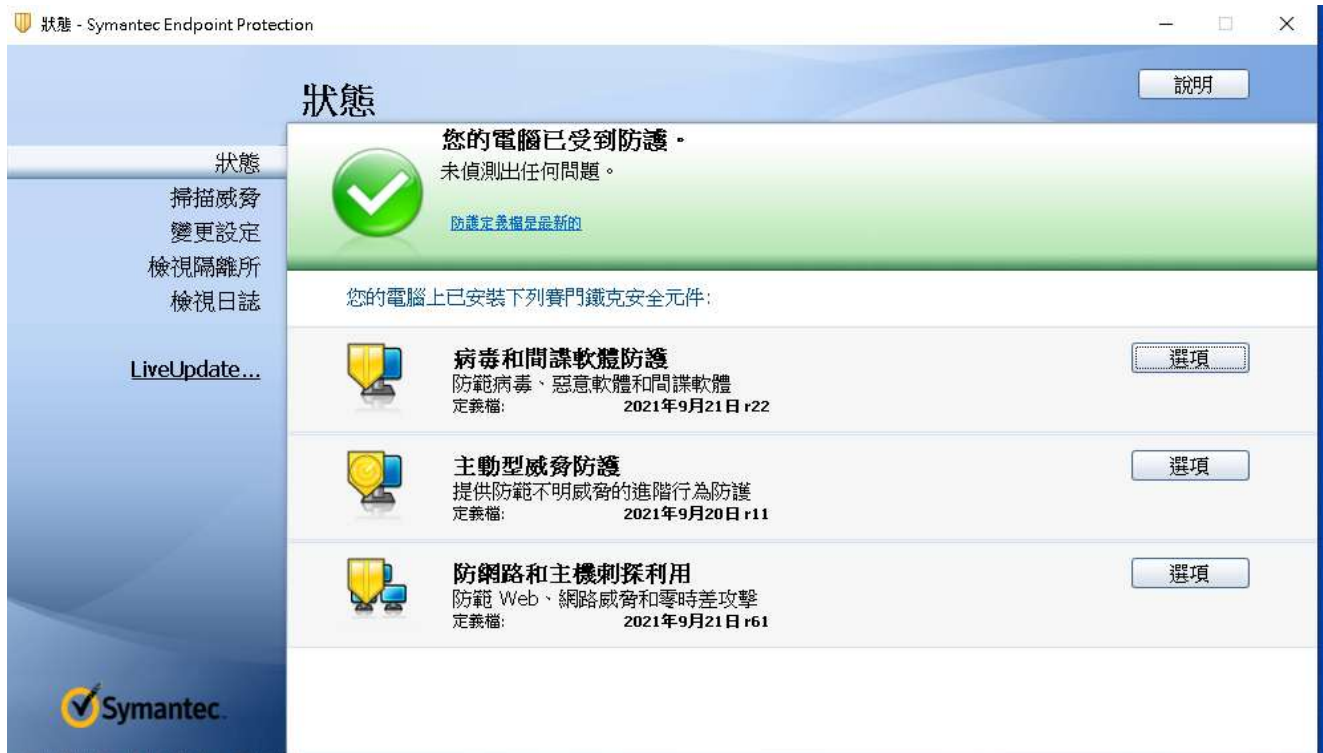 狀態 - Symantec Endpoint Protection
狀態
說明
狀態
掃描威脅
變更設定
檢視隔離所
檢視日誌
LiveUpdate...
您的電腦已受到防護。
未偵測出任何問題。
防護定義檔是最新的
您的電腦上已安裝下列賽門鐵克安全元件:
病毒和間諜軟體防護
防範病毒、惡意軟體和間諜軟體
定義檔: 2021年9月21日 r22
選項
主動型威脅防護
提供防範不明威脅的進階行為防護
定義檔: 2021年9月20日 r11
選項
防網路和主機刺探利用
防範 Web、網路威脅和零時差攻擊
定義檔: 2021年9月21日 r61
選項
Symantec.